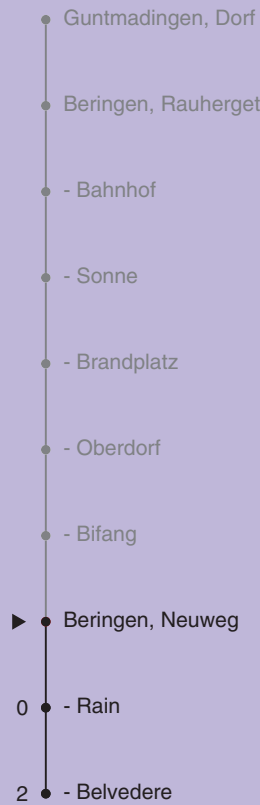 Guntmadingen, Dorf
Beringen, Rauherget
- Bahnhof
- Sonne
- Brandplatz
- Oberdorf
- Bifang
Beringen, Neuweg
0 - Rain
2 - Belvedere